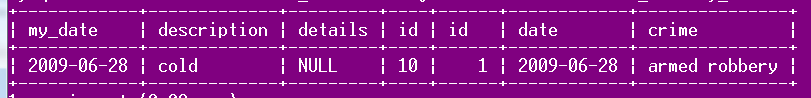 my_date description details id id date crime
2009-06-28 cold NULL 10 1 2009-06-28 armed robbery